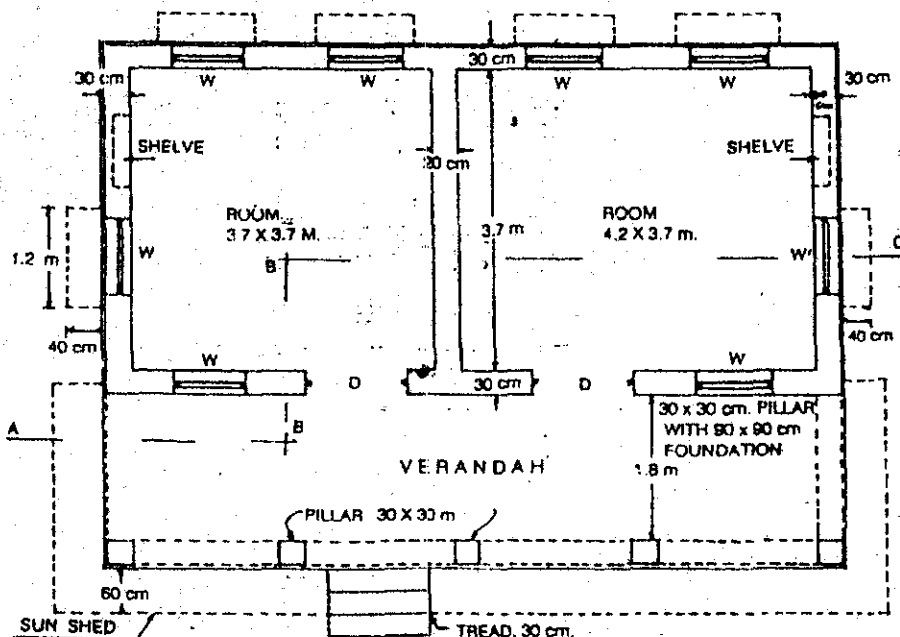 30 cm
W
W
30 cm
W
W
30 cm
SHELVE
SHELVE
ROOM
3.7 X 3.7 M.
3.7 m
ROOM
4.2 X 3.7 m.
1.2 m
W
B
W
40 cm
40 cm
W
D
30 cm
D
W
A
B
30 x 30 cm. PILLAR
WITH 90 x 90 cm
FOUNDATION
VERANDAH
1.8 m
PILLAR 30 X 30 m
60 cm
SUN SHED
TREAD. 30 cm.